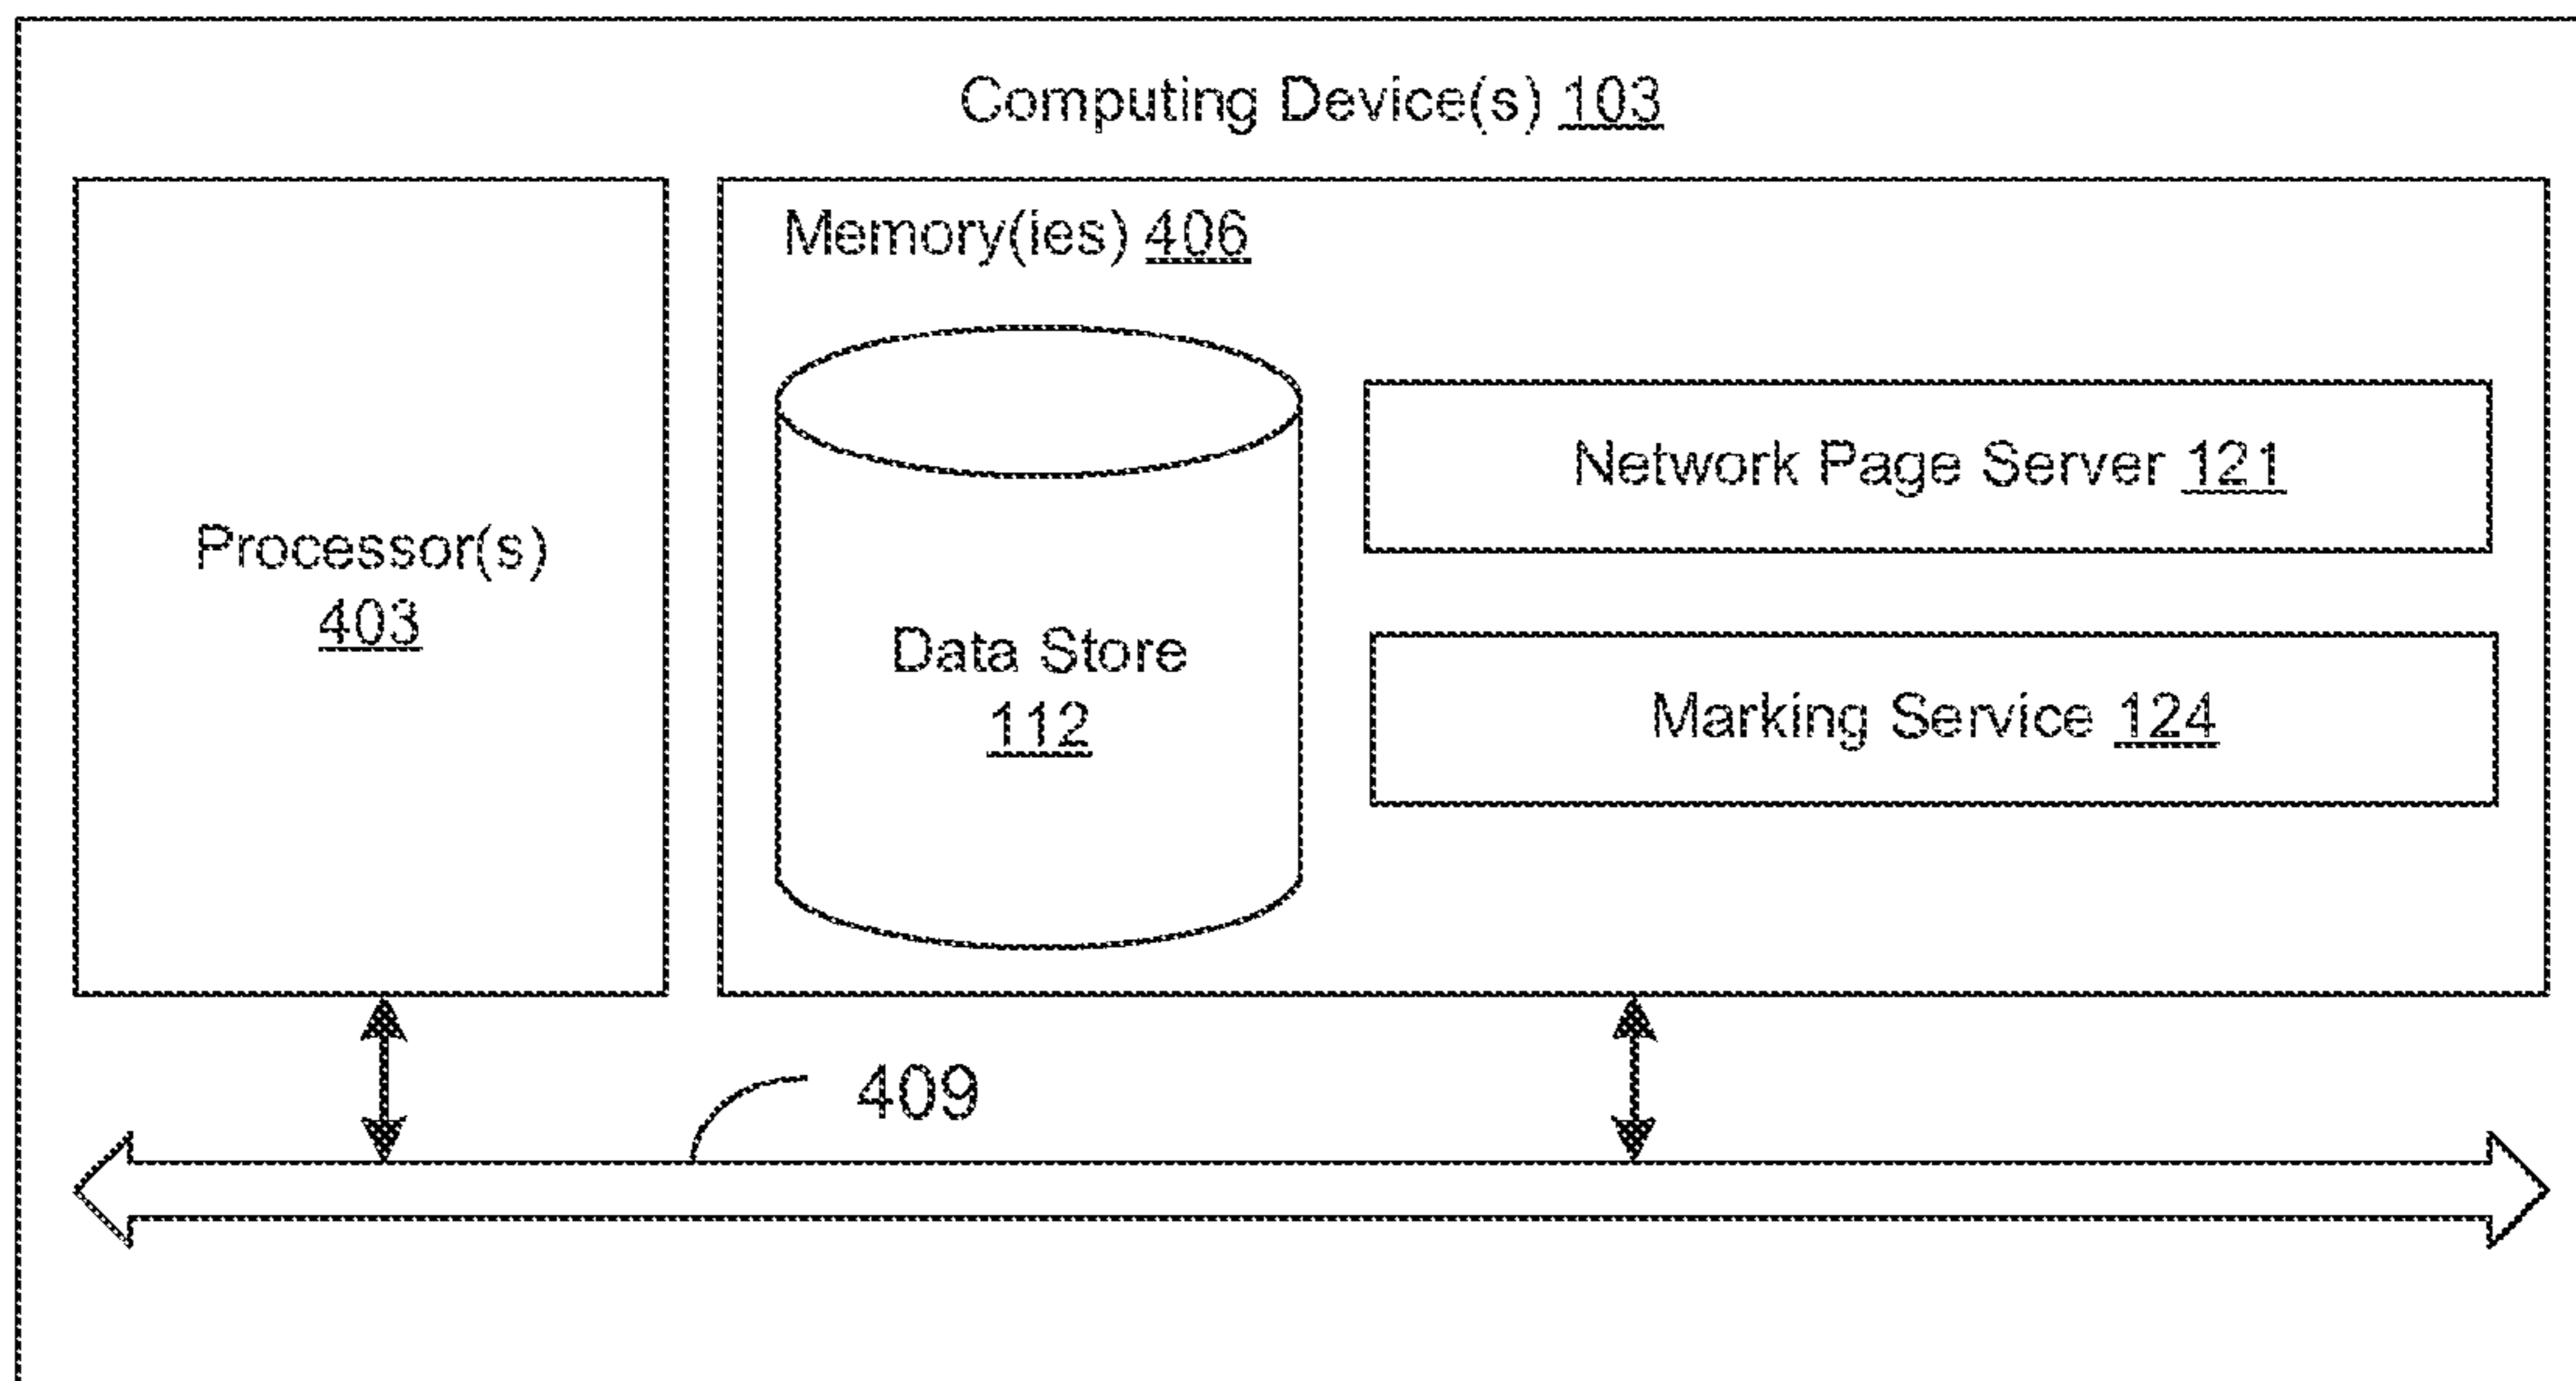 Computing Device(s) 103
Memory(ies) 406
Processor(s)
403
Data Store
112
Network Page Server 121
Marking Service 124
409